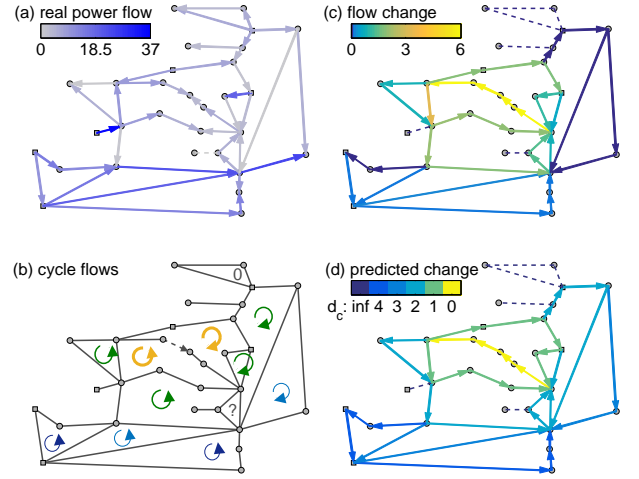 (a) real power flow
0 18.5 37
(c) flow change
0 3 6
(b) cycle flows
0
?
(d) predicted change
d_c: inf 4 3 2 1 0